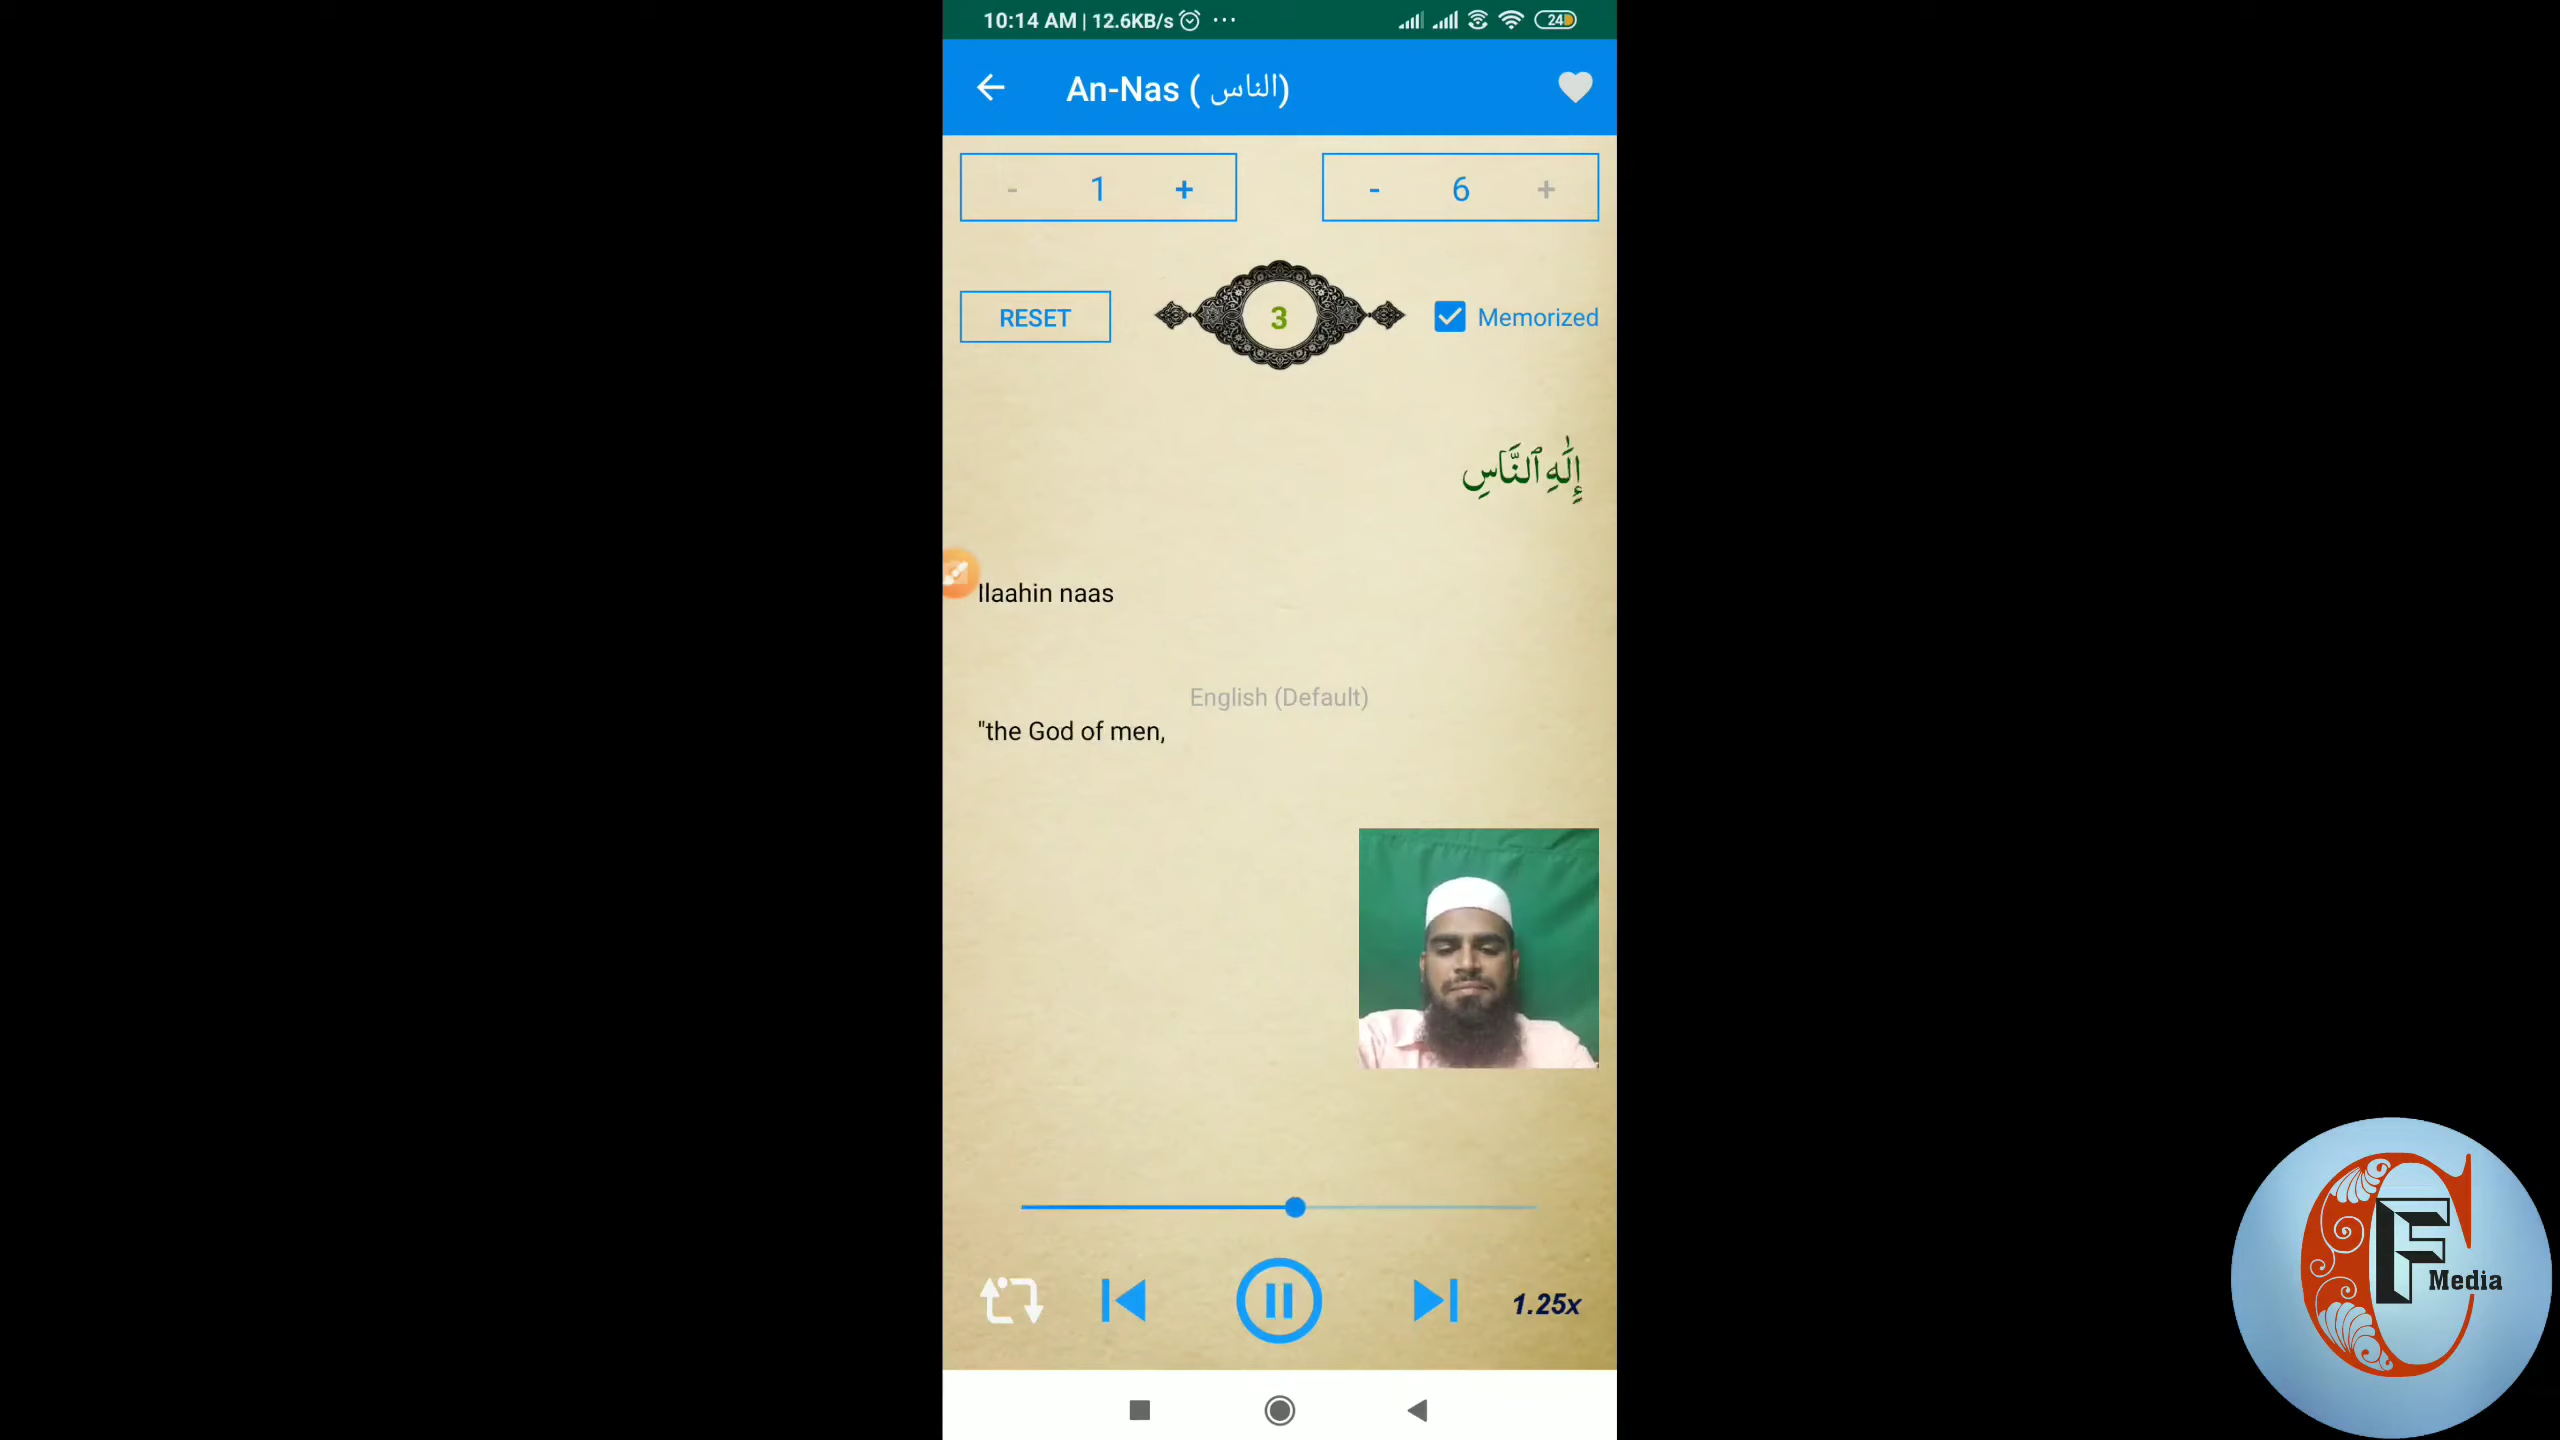 10:14 AM | 12.6KB/s ··· 24
An-Nas ( الناس)
- 1 + - 6 +
RESET 3 Memorized
إِلَٰهِ ٱلنَّاسِ
Ilaahin naas
English (Default)
"the God of men,
1.25x
CF Media